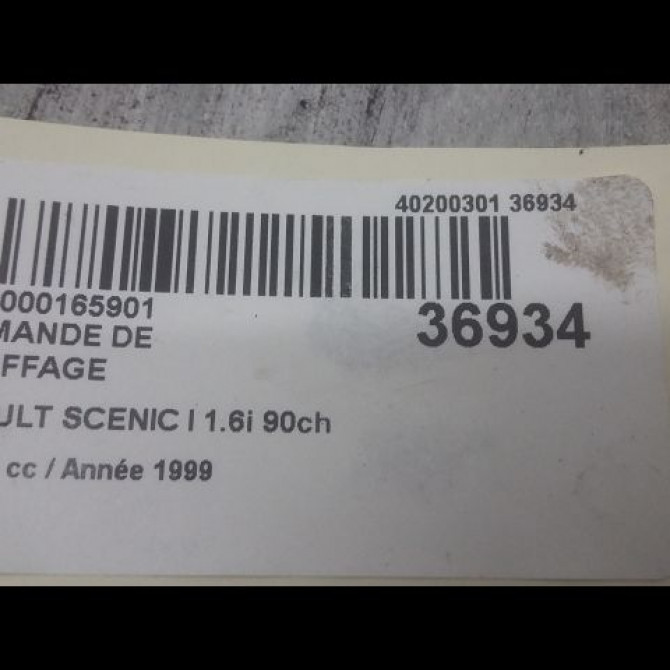 40200301 36934
000165901
36934
MANDE DE
FFAGE
ULT SCENIC I 1.6i 90ch
cc / Année 1999